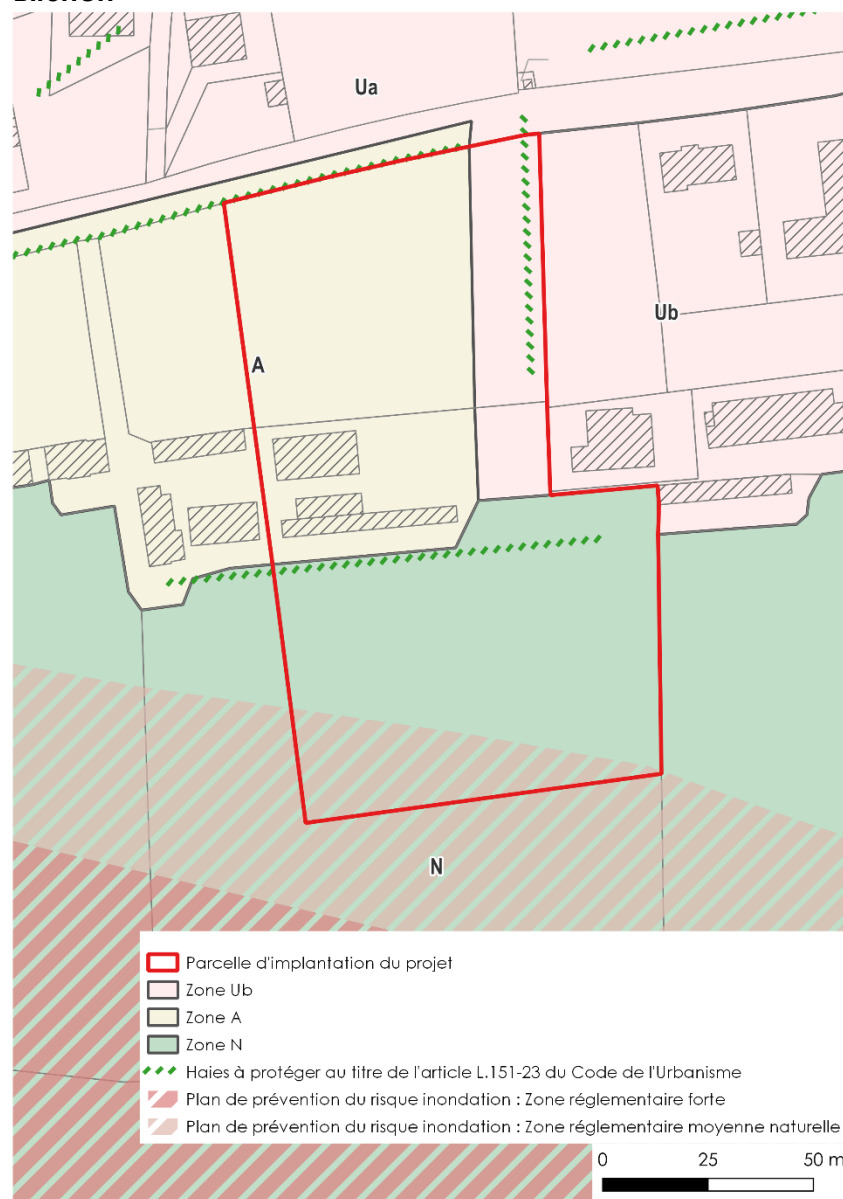 Ua
Ub
A
N
Parcelle d'implantation du projet
Zone Ub
Zone A
Zone N
Haies à protéger au titre de l'article L.151-23 du Code de l'Urbanisme
Plan de prévention du risque inondation : Zone réglementaire forte
Plan de prévention du risque inondation : Zone réglementaire moyenne naturelle
0 25 50 m